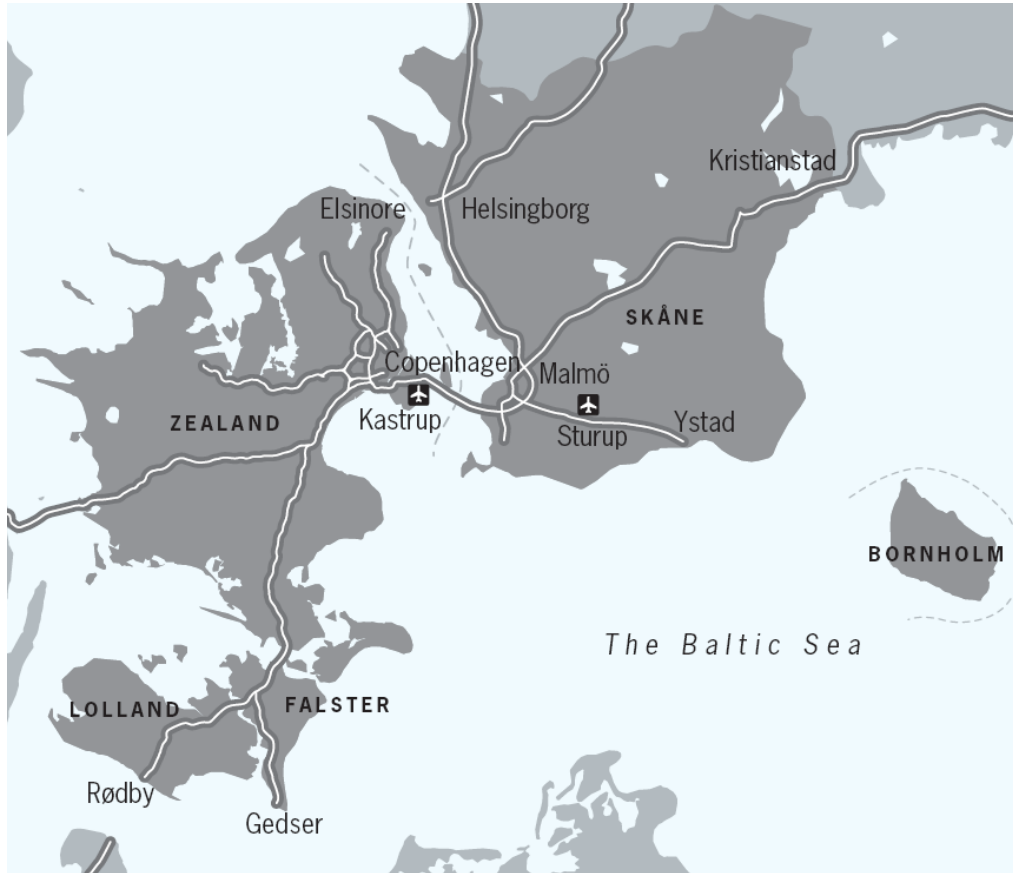 Kristianstad
Elsinore
Helsingborg
SKÅNE
Copenhagen
Malmö
ZEALAND
Kastrup
Sturup
Ystad
BORNHOLM
The Baltic Sea
LOLLAND
FALSTER
Rødby
Gedser